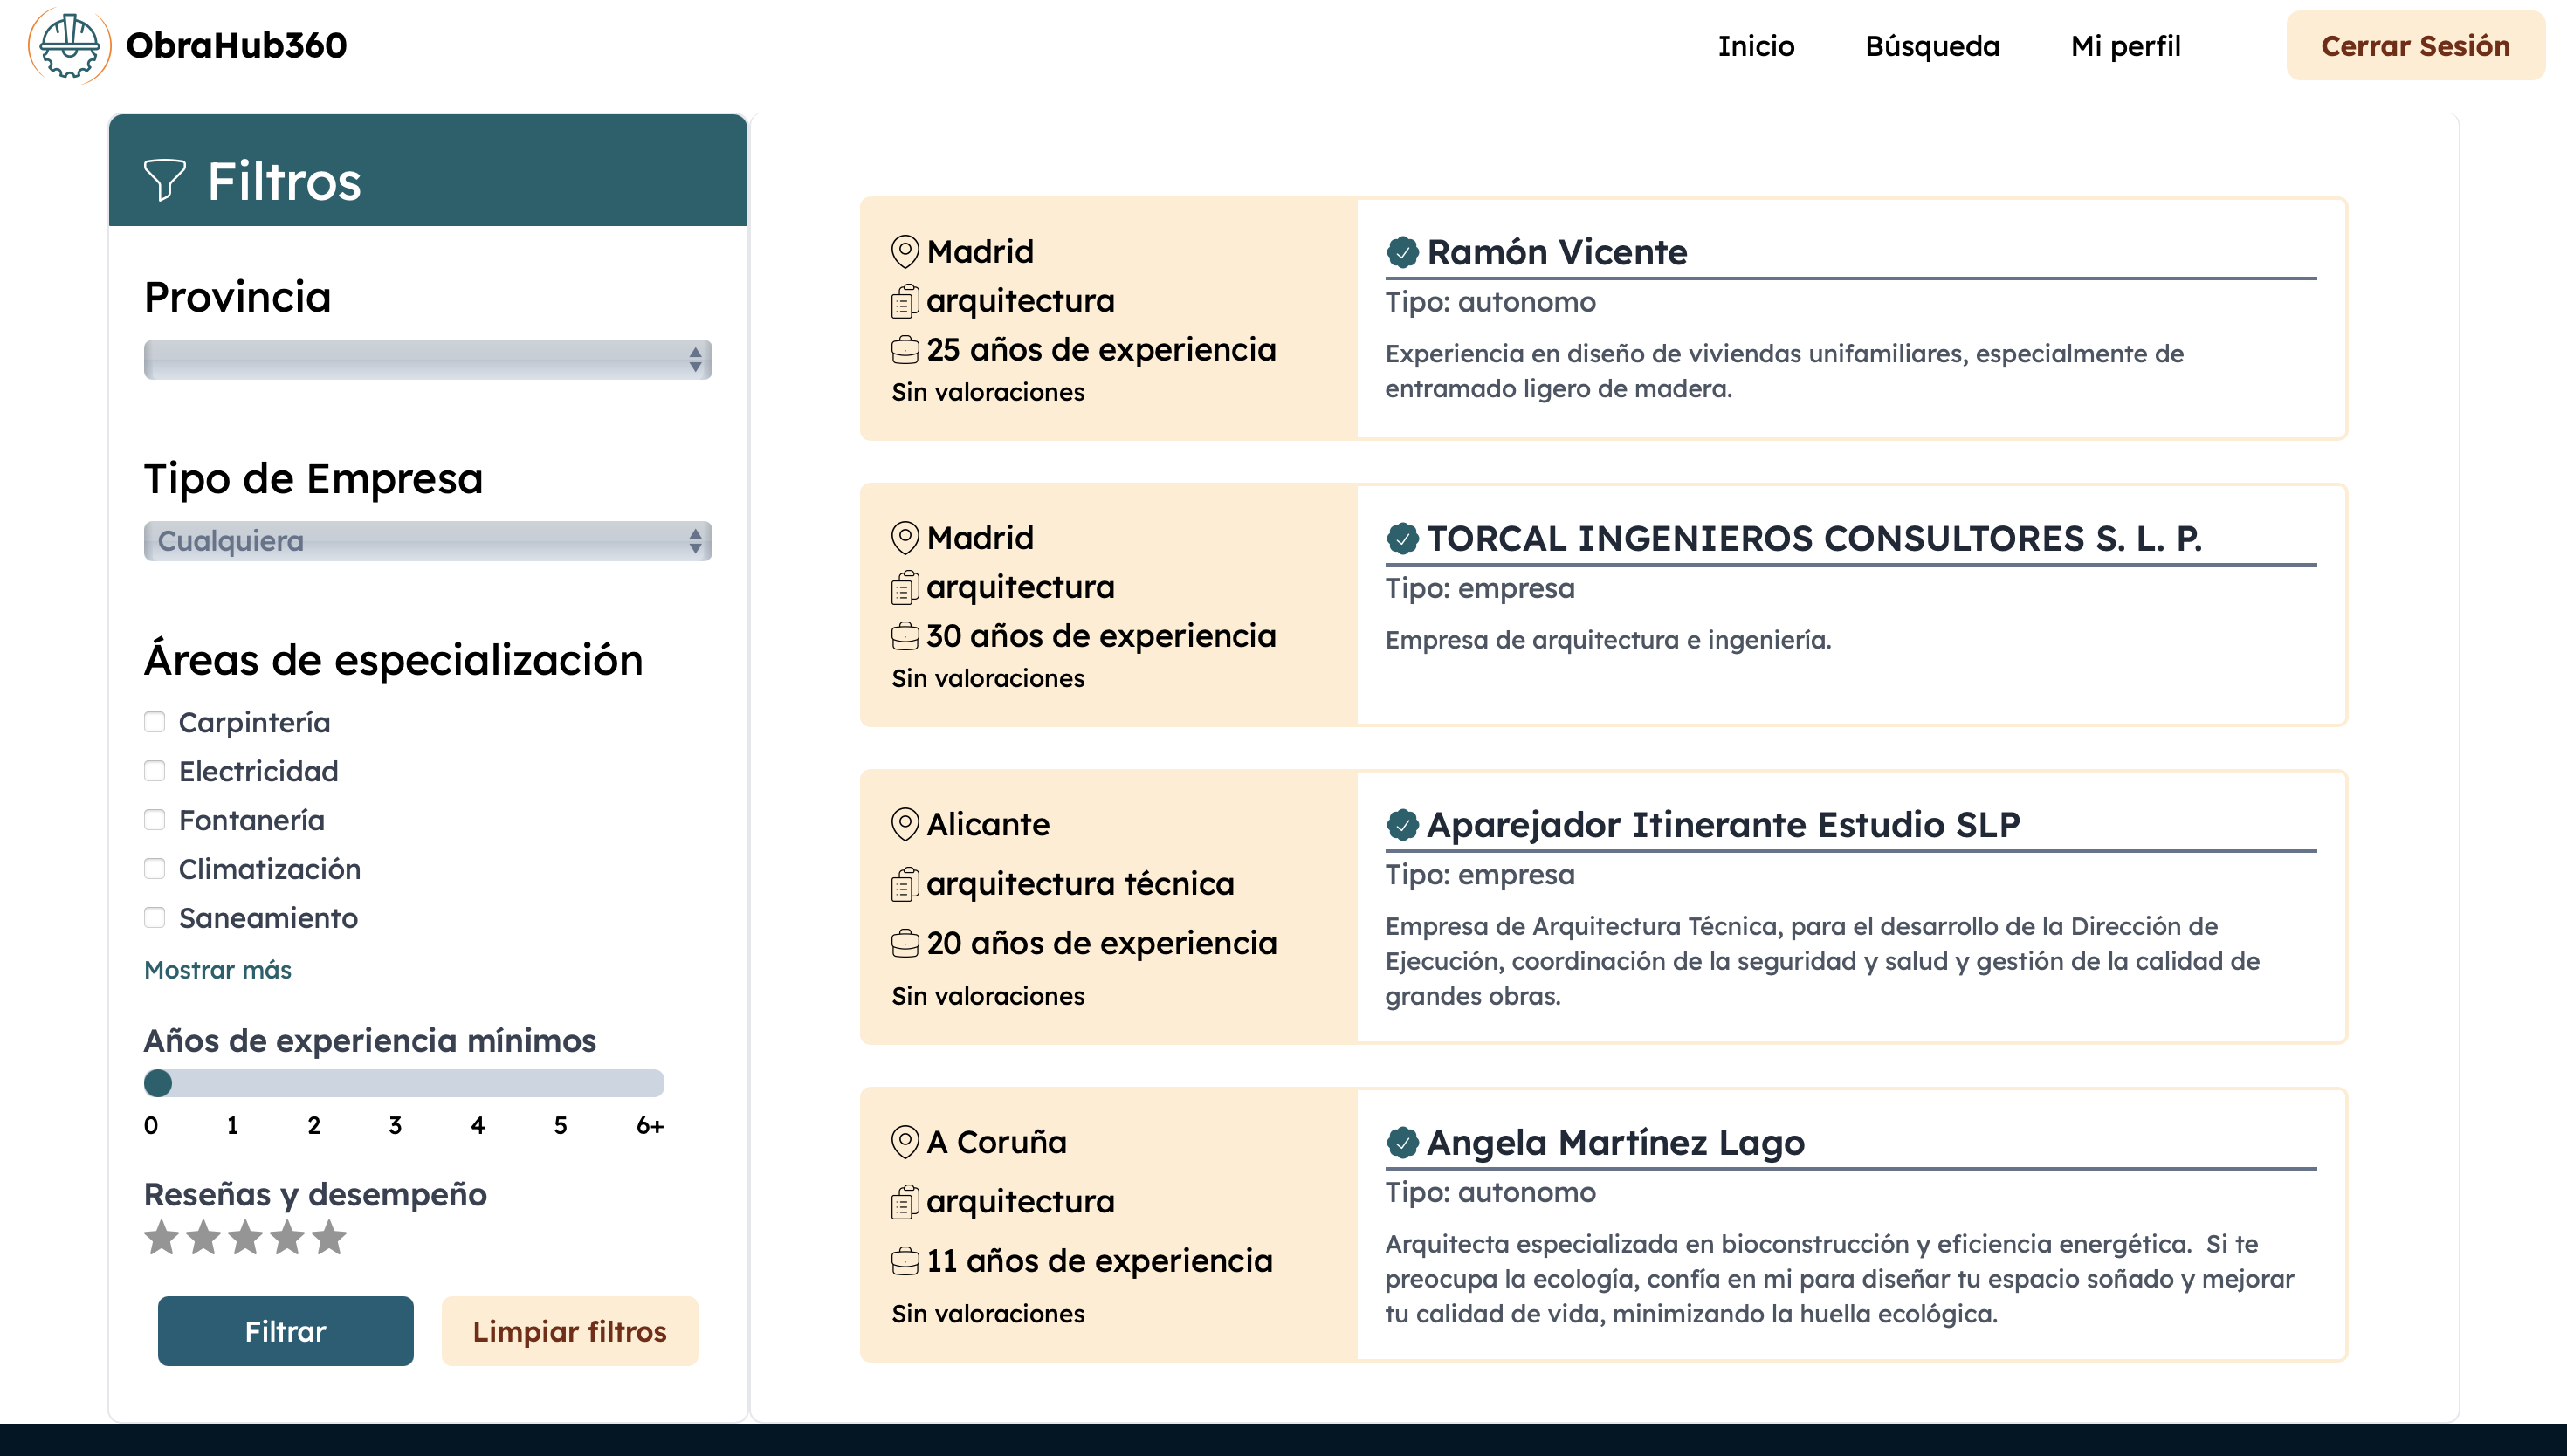 ObraHub360
Inicio
Búsqueda
Mi perfil
Cerrar Sesión
Filtros
Provincia
Tipo de Empresa
Cualquiera
Áreas de especialización
Carpintería
Electricidad
Fontanería
Climatización
Saneamiento
Mostrar más
Años de experiencia mínimos
0 1 2 3 4 5 6+
Reseñas y desempeño
Filtrar
Limpiar filtros
Madrid
arquitectura
25 años de experiencia
Sin valoraciones
Ramón Vicente
Tipo: autonomo
Experiencia en diseño de viviendas unifamiliares, especialmente de
entramado ligero de madera.
Madrid
arquitectura
30 años de experiencia
Sin valoraciones
TORCAL INGENIEROS CONSULTORES S. L. P.
Tipo: empresa
Empresa de arquitectura e ingeniería.
Alicante
arquitectura técnica
20 años de experiencia
Sin valoraciones
Aparejador Itinerante Estudio SLP
Tipo: empresa
Empresa de Arquitectura Técnica, para el desarrollo de la Dirección de
Ejecución, coordinación de la seguridad y salud y gestión de la calidad de
grandes obras.
A Coruña
arquitectura
11 años de experiencia
Sin valoraciones
Angela Martínez Lago
Tipo: autonomo
Arquitecta especializada en bioconstrucción y eficiencia energética. Si te
preocupa la ecología, confía en mi para diseñar tu espacio soñado y mejorar
tu calidad de vida, minimizando la huella ecológica.